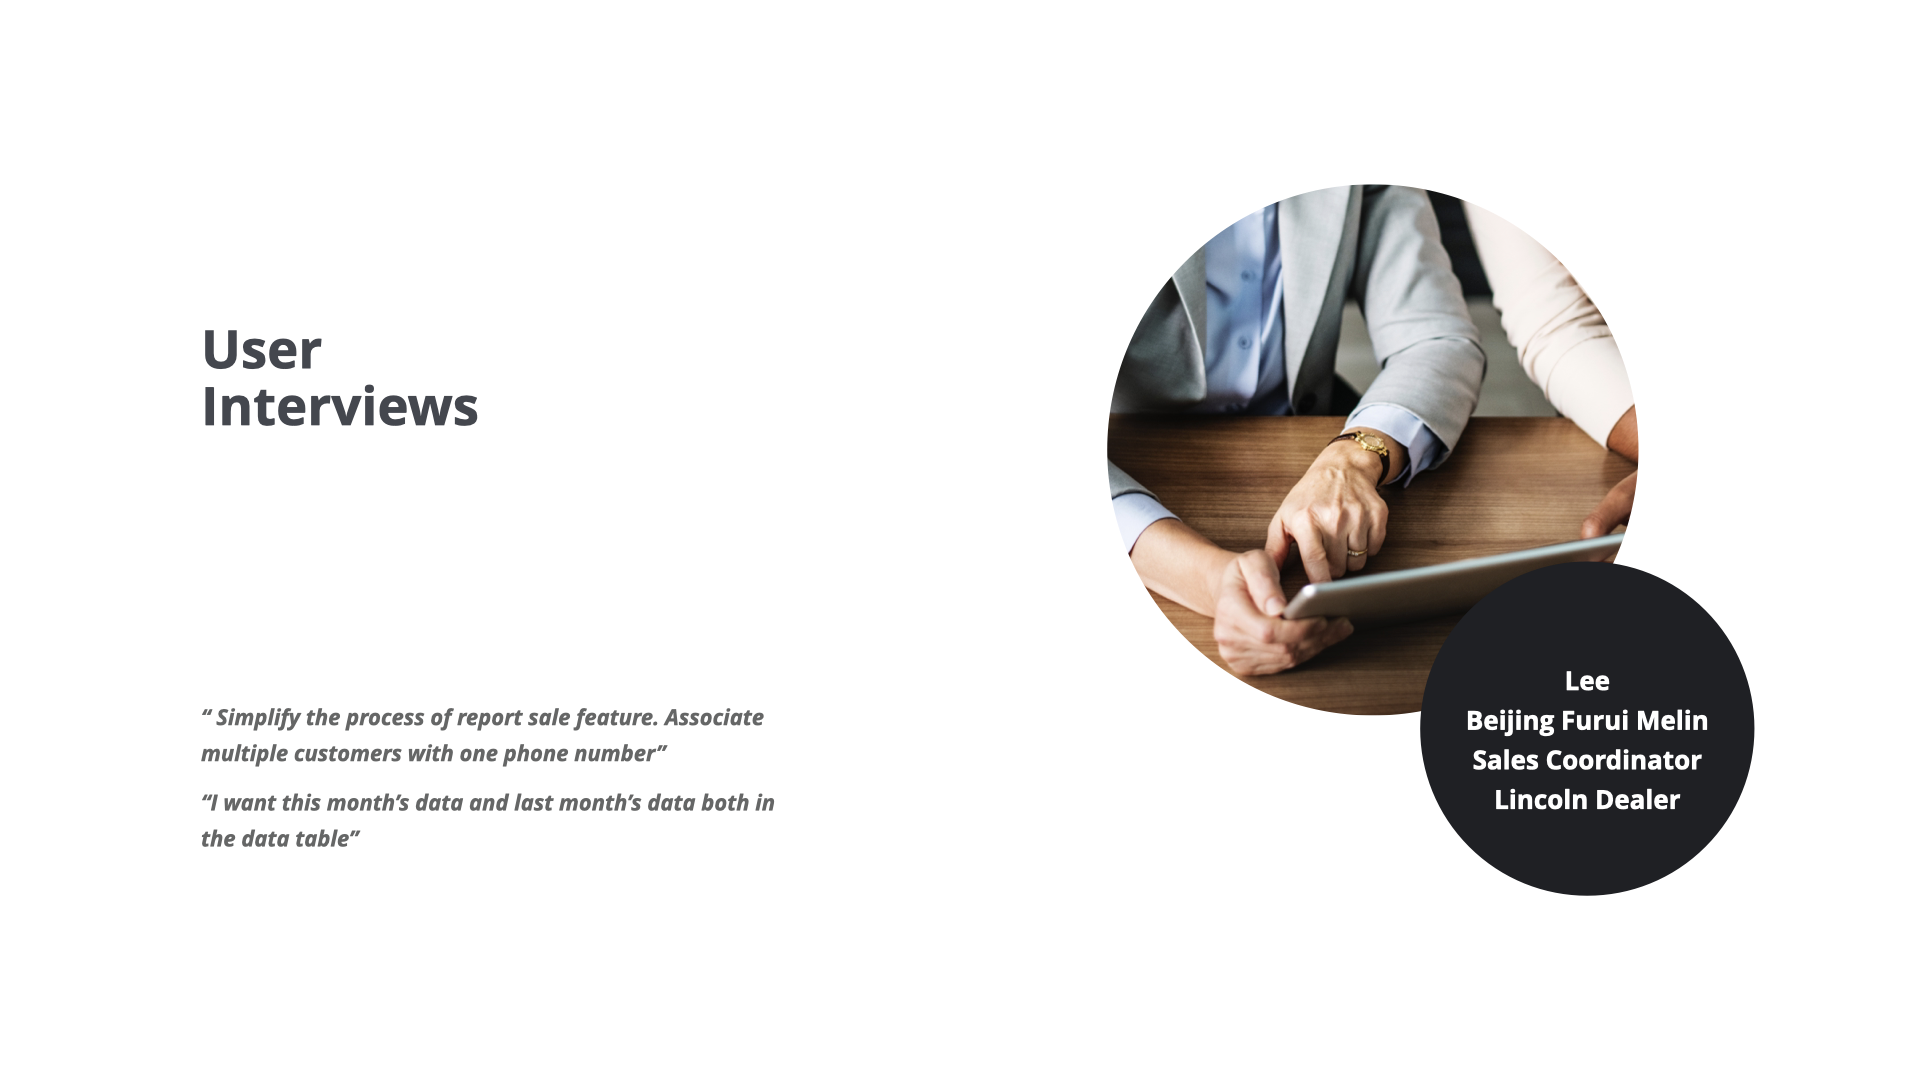 User
Interviews
“ Simplify the process of report sale feature. Associate
multiple customers with one phone number”
“I want this month’s data and last month’s data both in
the data table”
Lee
Beijing Furui Melin
Sales Coordinator
Lincoln Dealer